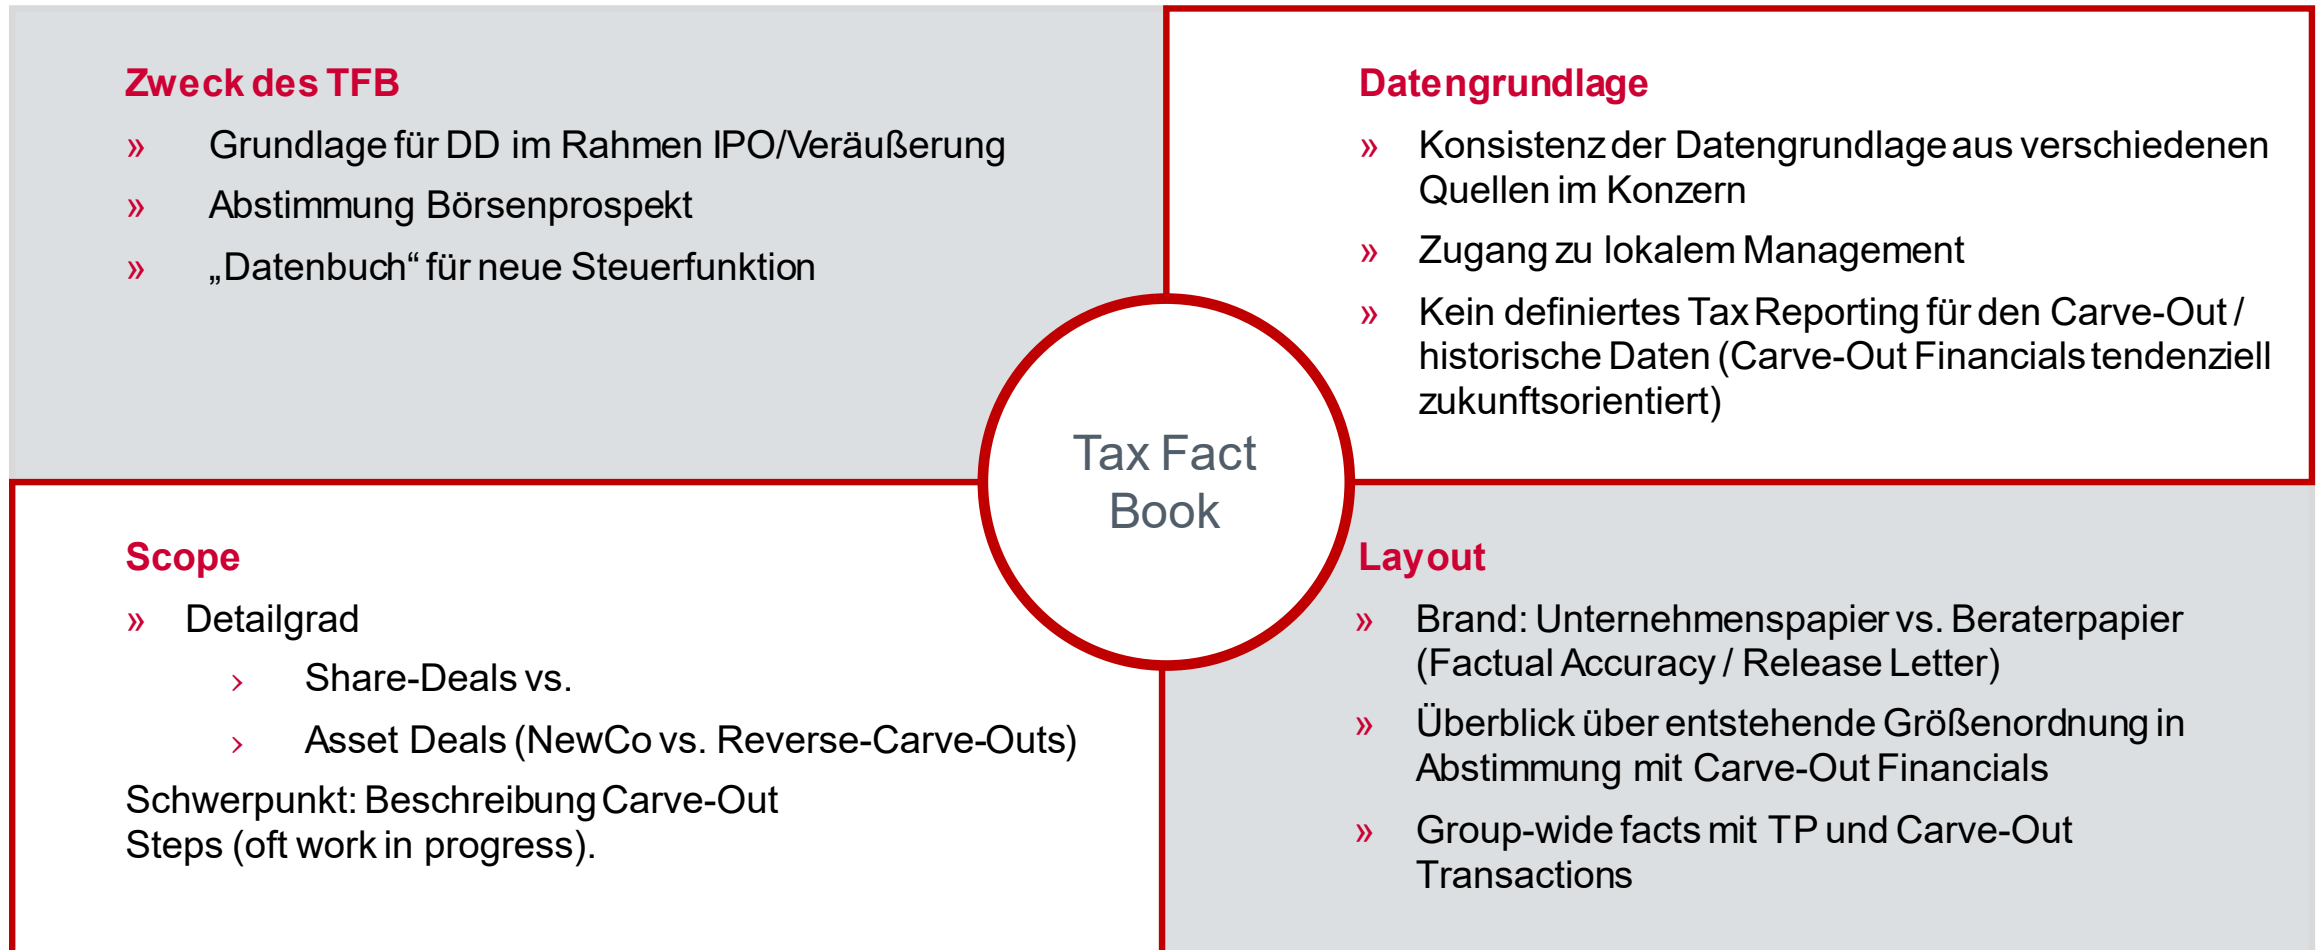 Zweck des TFB
» Grundlage für DD im Rahmen IPO/Veräußerung
» Abstimmung Börsenprospekt
» „Datenbuch“ für neue Steuerfunktion
Datengrundlage
» Konsistenz der Datengrundlage aus verschiedenen
Quellen im Konzern
» Zugang zu lokalem Management
» Kein definiertes Tax Reporting für den Carve-Out /
historische Daten (Carve-Out Financials tendenziell
zukunftsorientiert)
Tax Fact
Book
Scope
» Detailgrad
› Share-Deals vs.
› Asset Deals (NewCo vs. Reverse-Carve-Outs)
Schwerpunkt: Beschreibung Carve-Out
Steps (oft work in progress).
Layout
» Brand: Unternehmenspapier vs. Beraterpapier
(Factual Accuracy / Release Letter)
» Überblick über entstehende Größenordnung in
Abstimmung mit Carve-Out Financials
» Group-wide facts mit TP und Carve-Out
Transactions